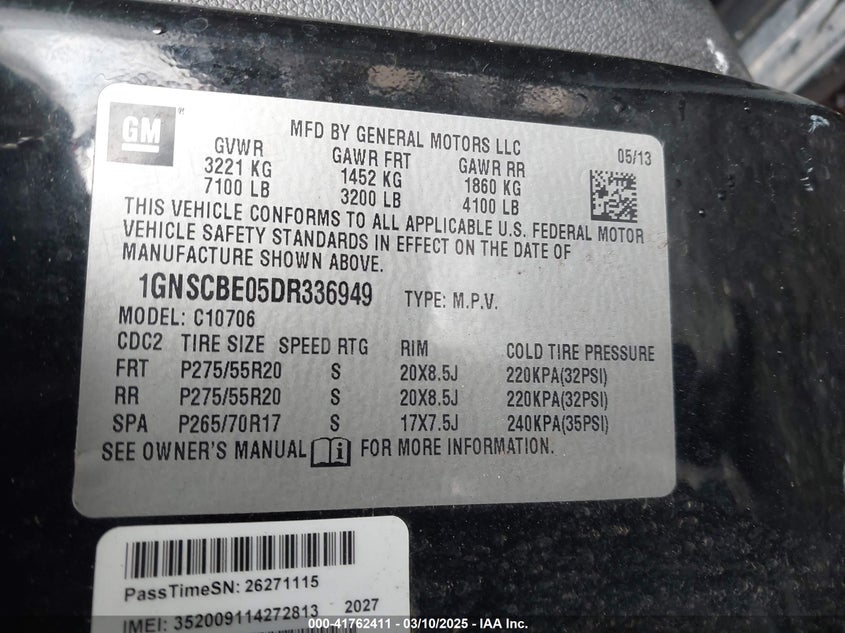 GM ®
MFD BY GENERAL MOTORS LLC
05/13
GVWR GAWR FRT GAWR RR
3221 KG 1452 KG 1860 KG
7100 LB 3200 LB 4100 LB
THIS VEHICLE CONFORMS TO ALL APPLICABLE U.S. FEDERAL MOTOR
VEHICLE SAFETY STANDARDS IN EFFECT ON THE DATE OF
MANUFACTURE SHOWN ABOVE.
1GNSCBE05DR336949 TYPE: M.P.V.
MODEL: C10706
CDC2 TIRE SIZE SPEED RTG RIM COLD TIRE PRESSURE
FRT P275/55R20 S 20X8.5J 220KPA(32PSI)
RR P275/55R20 S 20X8.5J 220KPA(32PSI)
SPA P265/70R17 S 17X7.5J 240KPA(35PSI)
SEE OWNER'S MANUAL i FOR MORE INFORMATION.
PassTimeSN: 26271115
IMEI: 352009114272813 2027
000-41762411 - 03/10/2025 - IAA Inc.